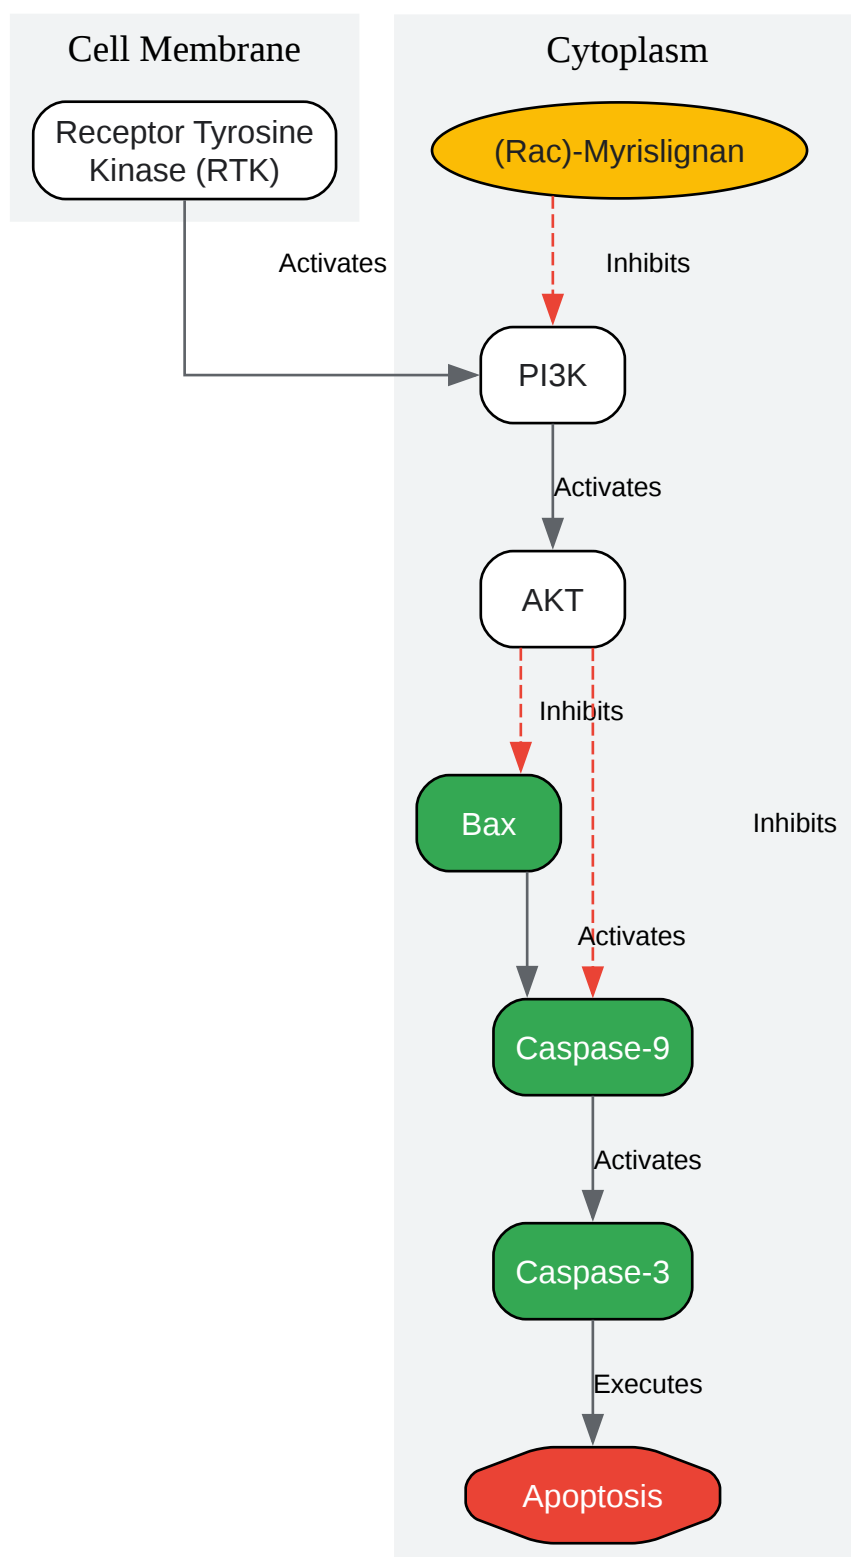 Cell Membrane
Cytoplasm
Receptor Tyrosine
Kinase (RTK)
(Rac)-Myrislignan
Activates
Inhibits
PI3K
Activates
AKT
Inhibits
Bax
Inhibits
Activates
Caspase-9
Activates
Caspase-3
Executes
Apoptosis